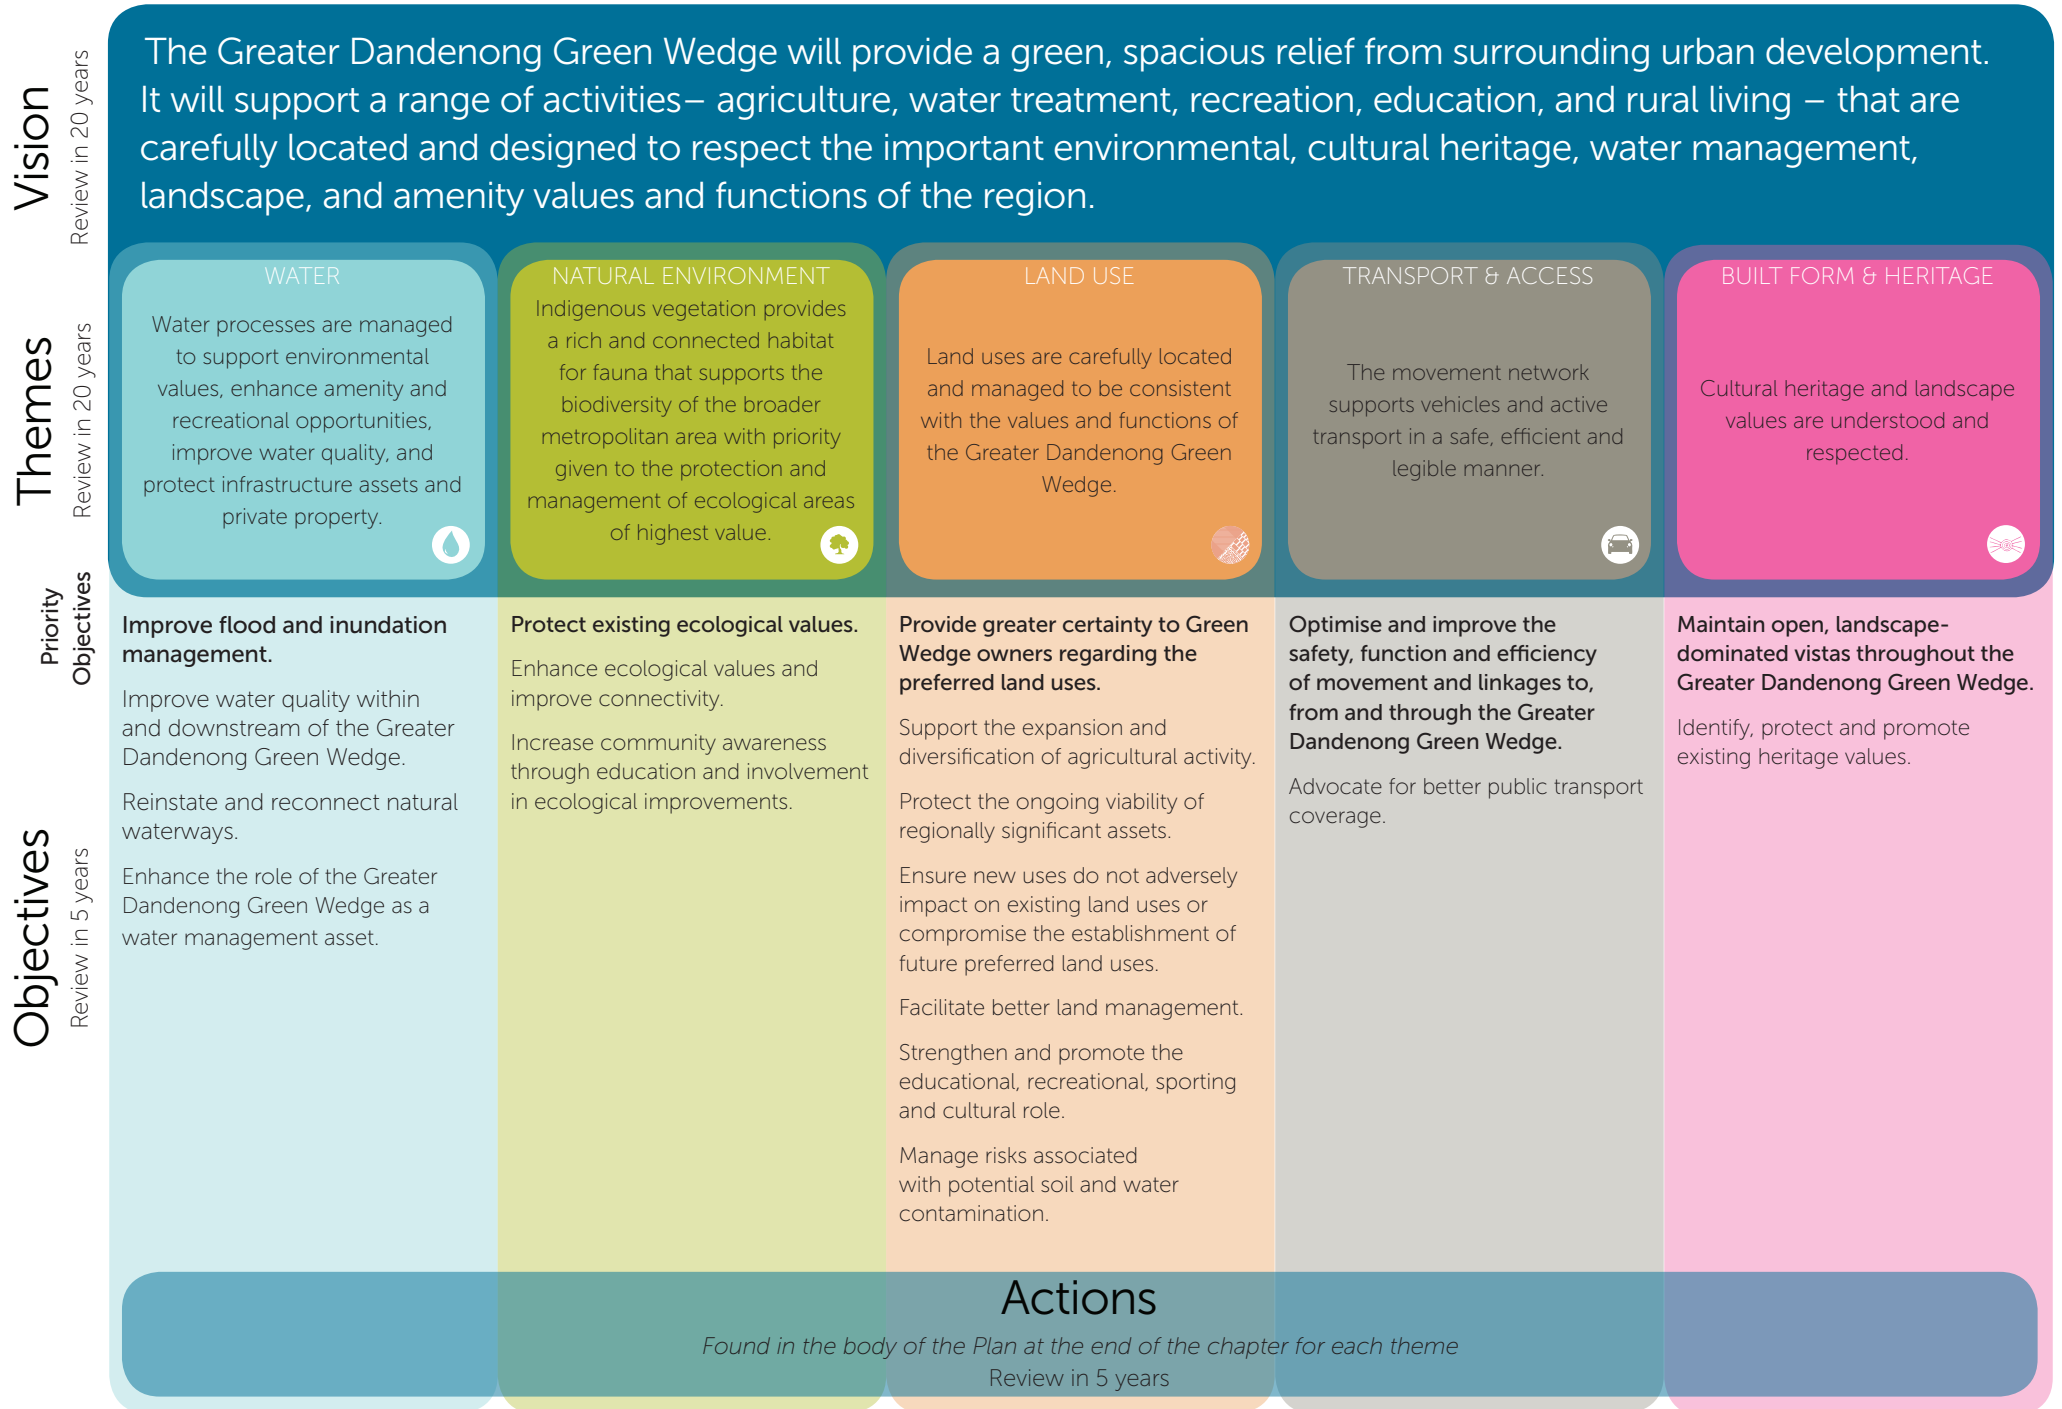 Vision
Review in 20 years
The Greater Dandenong Green Wedge will provide a green, spacious relief from surrounding urban development.
It will support a range of activities– agriculture, water treatment, recreation, education, and rural living – that are
carefully located and designed to respect the important environmental, cultural heritage, water management,
landscape, and amenity values and functions of the region.
Themes
Review in 20 years
WATER
Water processes are managed
to support environmental
values, enhance amenity and
recreational opportunities,
improve water quality, and
protect infrastructure assets and
private property.
NATURAL ENVIRONMENT
Indigenous vegetation provides
a rich and connected habitat
for fauna that supports the
biodiversity of the broader
metropolitan area with priority
given to the protection and
management of ecological areas
of highest value.
LAND USE
Land uses are carefully located
and managed to be consistent
with the values and functions of
the Greater Dandenong Green
Wedge.
TRANSPORT & ACCESS
The movement network
supports vehicles and active
transport in a safe, efficient and
legible manner.
BUILT FORM & HERITAGE
Cultural heritage and landscape
values are understood and
respected.
Priority
Objectives
Objectives
Review in 5 years
Improve flood and inundation
management.
Improve water quality within
and downstream of the Greater
Dandenong Green Wedge.
Reinstate and reconnect natural
waterways.
Enhance the role of the Greater
Dandenong Green Wedge as a
water management asset.
Protect existing ecological values.
Enhance ecological values and
improve connectivity.
Increase community awareness
through education and involvement
in ecological improvements.
Provide greater certainty to Green
Wedge owners regarding the
preferred land uses.
Support the expansion and
diversification of agricultural activity.
Protect the ongoing viability of
regionally significant assets.
Ensure new uses do not adversely
impact on existing land uses or
compromise the establishment of
future preferred land uses.
Facilitate better land management.
Strengthen and promote the
educational, recreational, sporting
and cultural role.
Manage risks associated
with potential soil and water
contamination.
Optimise and improve the
safety, function and efficiency
of movement and linkages to,
from and through the Greater
Dandenong Green Wedge.
Advocate for better public transport
coverage.
Maintain open, landscape-
dominated vistas throughout the
Greater Dandenong Green Wedge.
Identify, protect and promote
existing heritage values.
Actions
Found in the body of the Plan at the end of the chapter for each theme
Review in 5 years